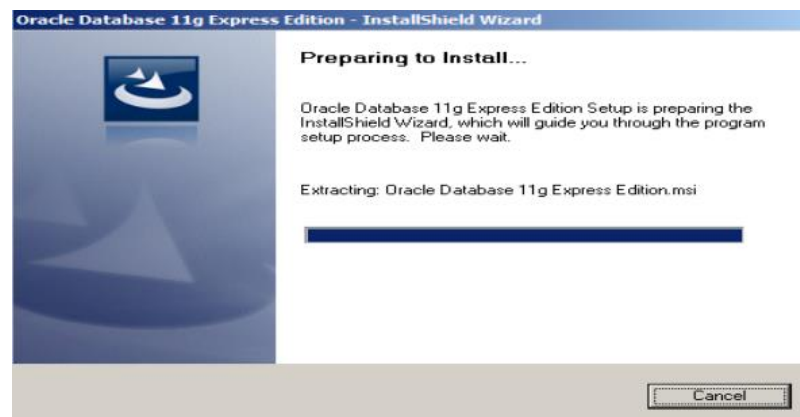 Oracle Database 11g Express Edition - InstallShield Wizard
Preparing to Install...
Oracle Database 11g Express Edition Setup is preparing the
InstallShield Wizard, which will guide you through the program
setup process. Please wait.
Extracting: Oracle Database 11g Express Edition.msi
Cancel